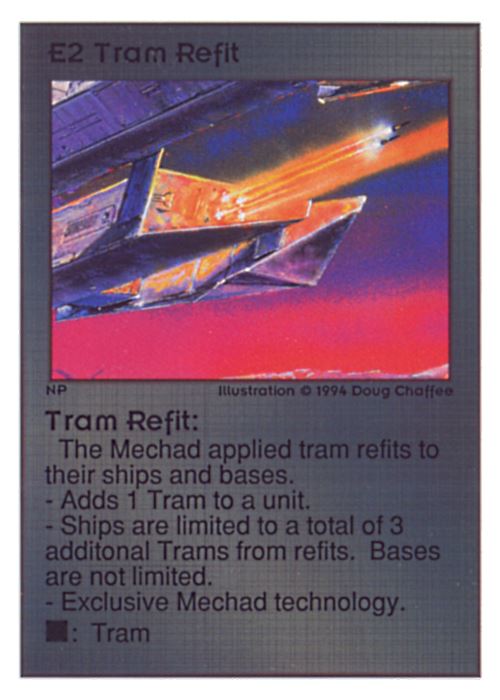 E2 Tram Refit
NP
Illustration © 1994 Doug Chaffee
Tram Refit:
The Mechad applied tram refits to
their ships and bases.
- Adds 1 Tram to a unit.
- Ships are limited to a total of 3
additonal Trams from refits.  Bases
are not limited.
- Exclusive Mechad technology.
■: Tram